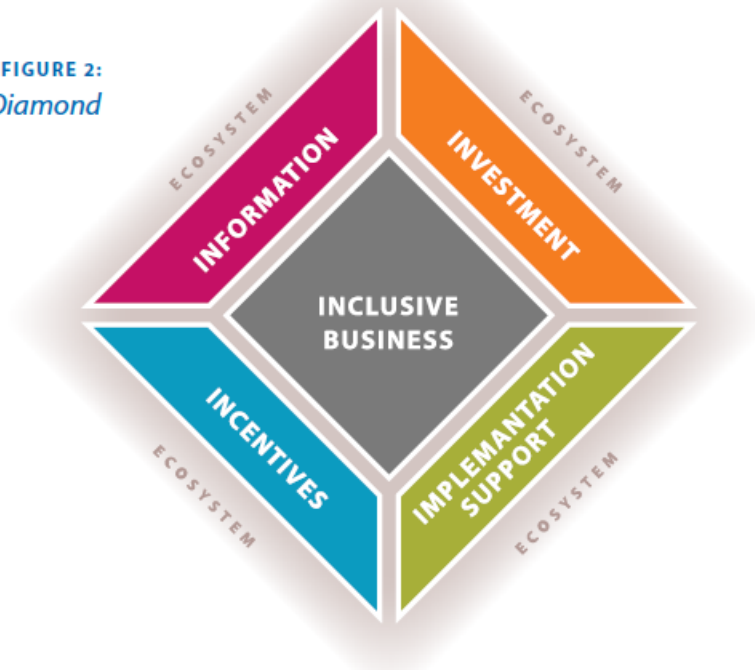 FIGURE 2:
Diamond
ECOSYSTEM
ECOSYSTEM
INFORMATION
INVESTMENT
INCLUSIVE
BUSINESS
INCENTIVES
IMPLEMANTATION
SUPPORT
ECOSYSTEM
ECOSYSTEM